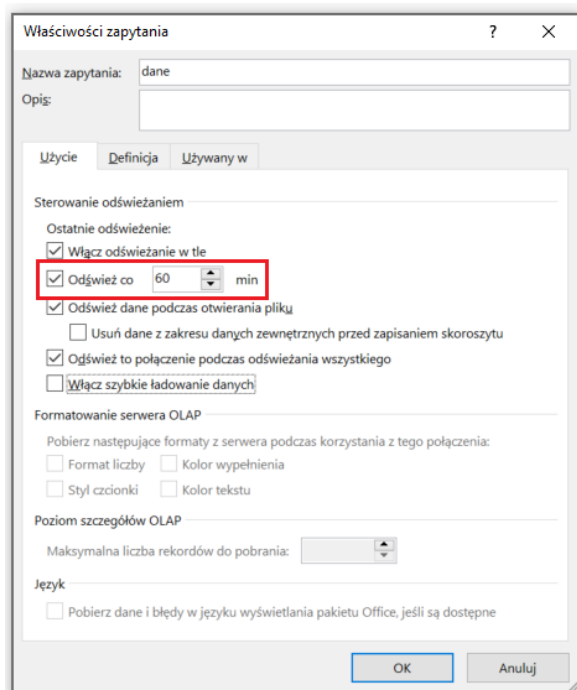 Właściwości zapytania
Nazwa zapytania: dane
Opis:
Użycie Definicja Używany w
Sterowanie odświeżaniem
Ostatnie odświeżenie:
Włącz odświeżanie w tle
Odśwież co 60 min
Odśwież dane podczas otwierania pliku
Usuń dane z zakresu danych zewnętrznych przed zapisaniem skoroszytu
Odśwież to połączenie podczas odświeżania wszystkiego
Włącz szybkie ładowanie danych
Formatowanie serwera OLAP
Pobierz następujące formaty z serwera podczas korzystania z tego połączenia:
Format liczby Kolor wypełnienia
Styl czcionki Kolor tekstu
Poziom szczegółów OLAP
Maksymalna liczba rekordów do pobrania:
Język
Pobierz dane i błędy w języku wyświetlania pakietu Office, jeśli są dostępne
OK Anuluj